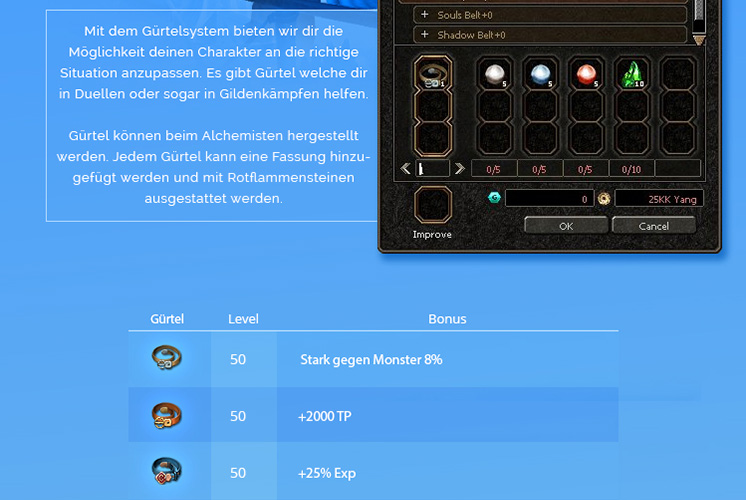 Mit dem Gürtelsystem bieten wir dir die
Möglichkeit deinen Charakter an die richtige
Situation anzupassen. Es gibt Gürtel welche dir
in Duellen oder sogar in Gildenkämpfen helfen.
Gürtel können beim Alchemisten hergestellt
werden. Jedem Gürtel kann eine Fassung hinzu-
gefügt werden und mit Rotflammensteinen
ausgestattet werden.
+ Souls Belt+0
+ Shadow Belt+0
1 5 5 5 10
1 0/5 0/5 0/5 0/10
0 25KK Yang
Improve OK Cancel
Gürtel Level Bonus
50 Stark gegen Monster 8%
50 +2000 TP
50 +25% Exp